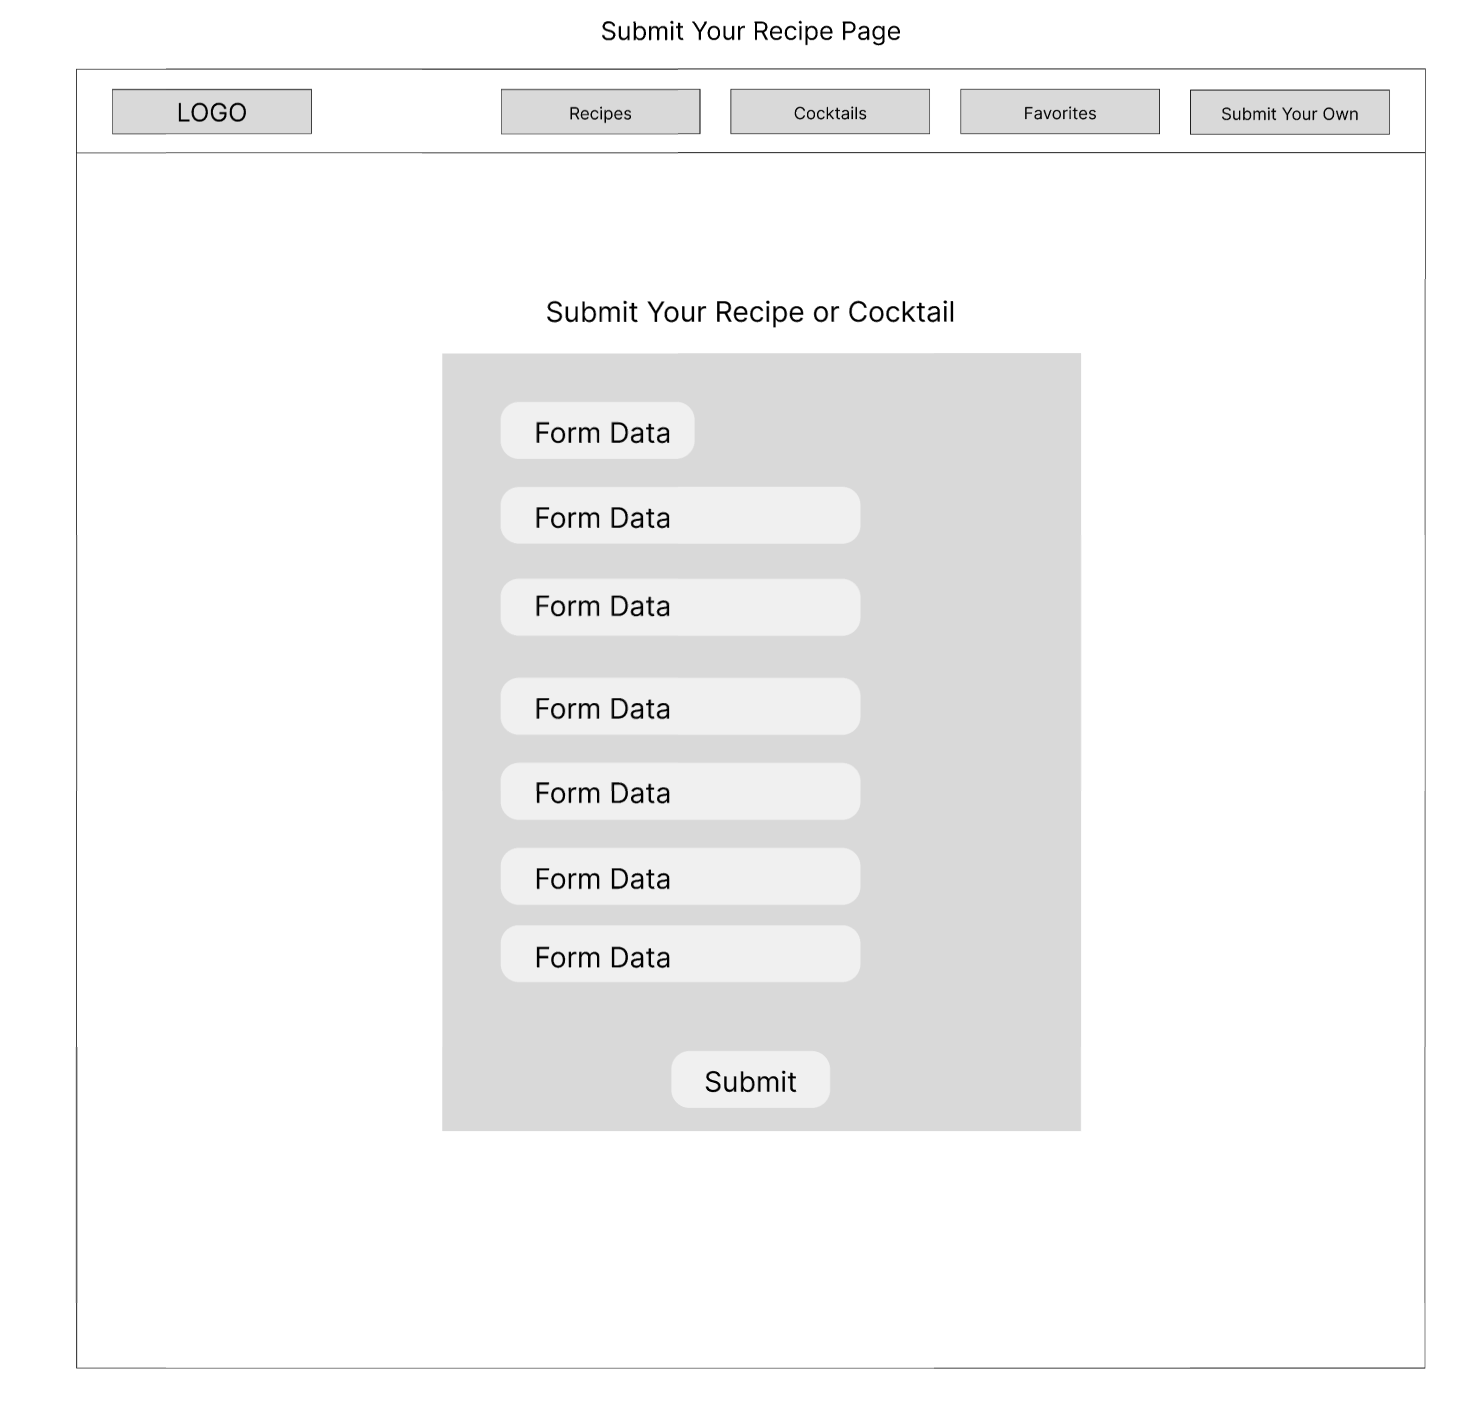 Submit Your Recipe Page
LOGO
Recipes
Cocktails
Favorites
Submit Your Own
Submit Your Recipe or Cocktail
Form Data
Form Data
Form Data
Form Data
Form Data
Form Data
Form Data
Submit